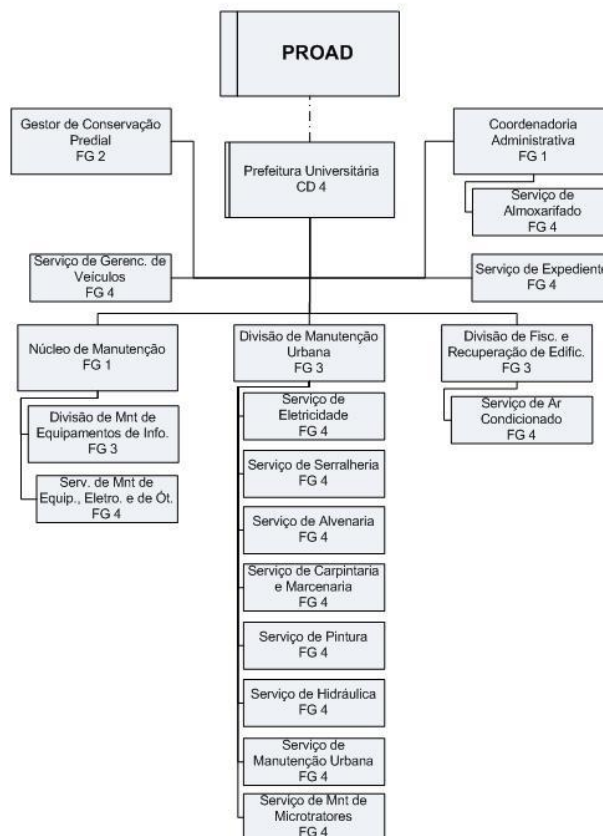 PROAD
Gestor de Conservação
Predial
FG 2
Prefeitura Universitária
CD 4
Coordenadoria
Administrativa
FG 1
Serviço de
Almoxarifado
FG 4
Serviço de Gerenc. de
Veículos
FG 4
Serviço de Expediente
FG 4
Núcleo de Manutenção
FG 1
Divisão de Mnt de
Equipamentos de Info.
FG 3
Serv. de Mnt de
Equip., Eletro. e de Ót.
FG 4
Divisão de Manutenção
Urbana
FG 3
Serviço de
Eletricidade
FG 4
Serviço de Serralheria
FG 4
Serviço de Alvenaria
FG 4
Serviço de Carpintaria
e Marcenaria
FG 4
Serviço de Pintura
FG 4
Serviço de Hidráulica
FG 4
Serviço de
Manutenção Urbana
FG 4
Serviço de Mnt de
Microtratores
FG 4
Divisão de Fisc. e
Recuperação de Edific.
FG 3
Serviço de Ar
Condicionado
FG 4